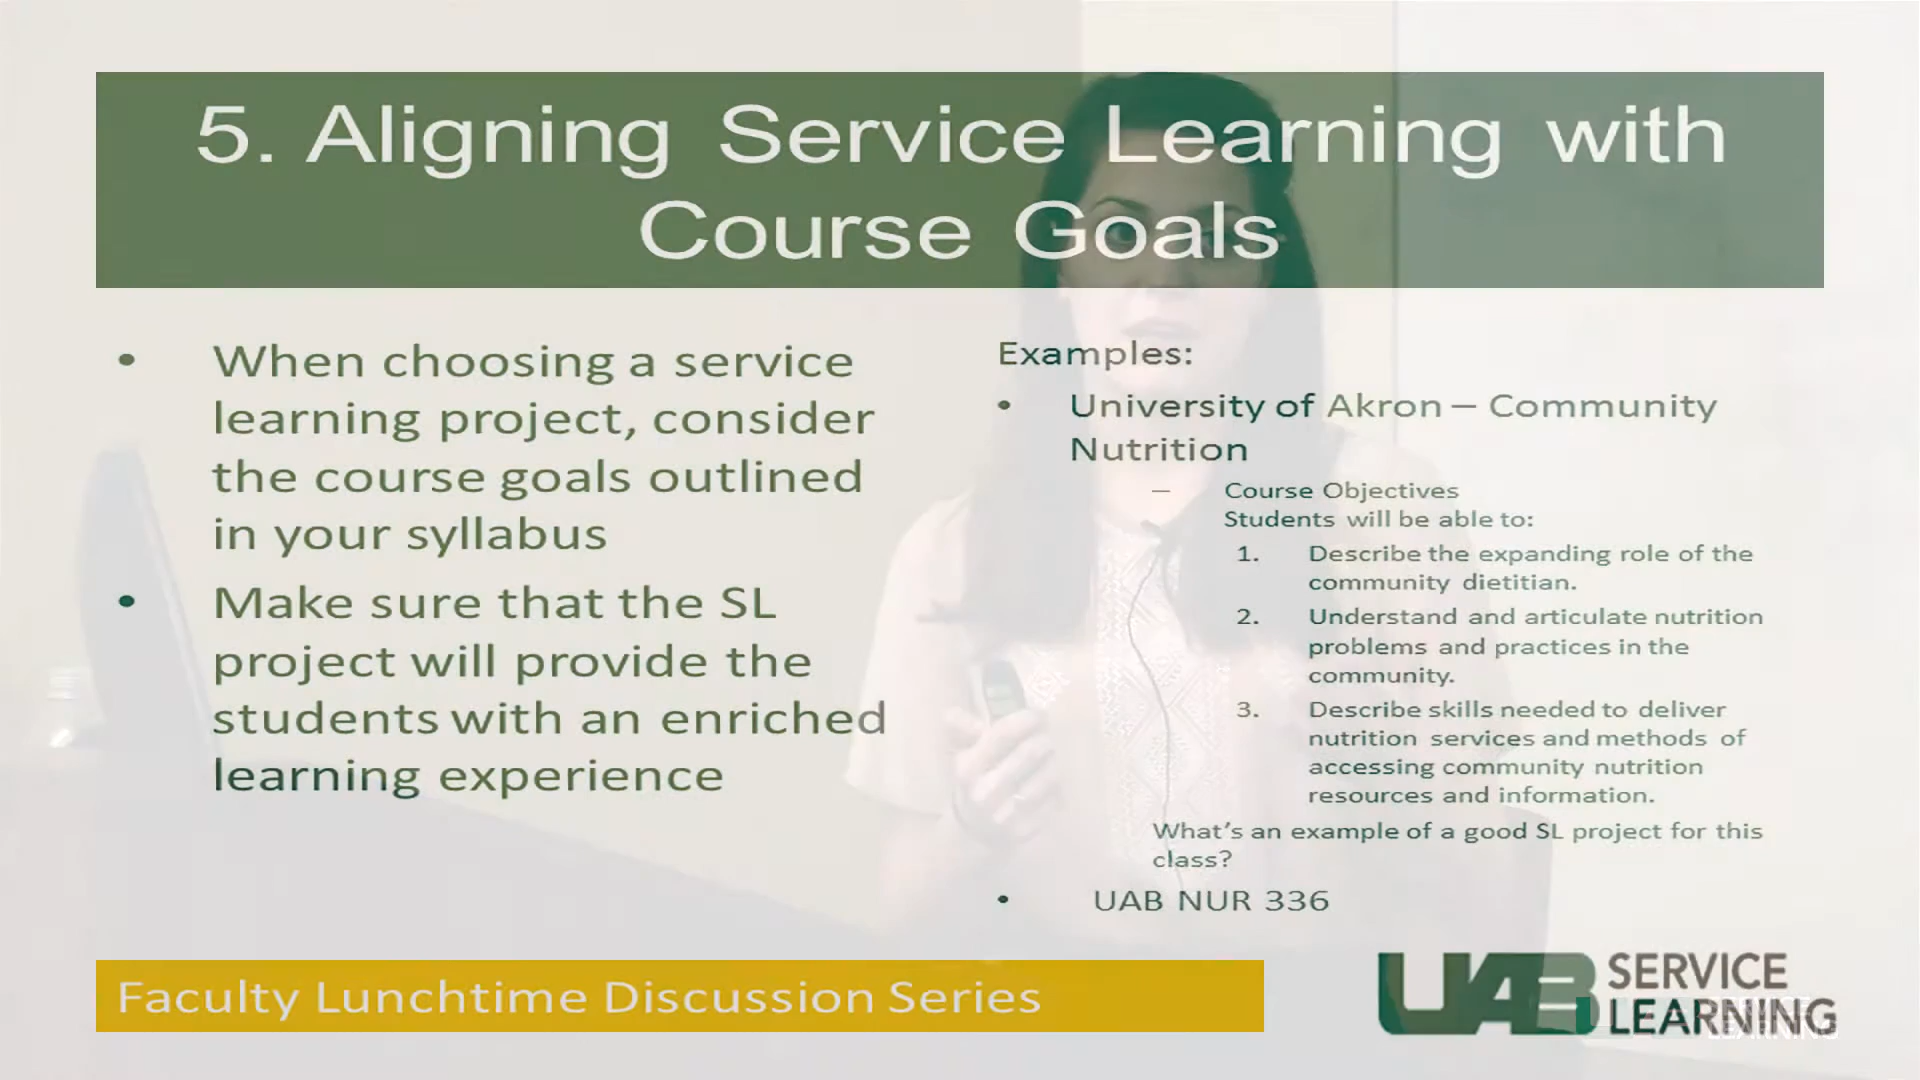 5. Aligning Service Learning with
Course Goals
• When choosing a service
learning project, consider
the course goals outlined
in your syllabus
• Make sure that the SL
project will provide the
students with an enriched
learning experience
Examples:
• University of Akron – Community
Nutrition
– Course Objectives
Students will be able to:
1. Describe the expanding role of the
community dietitian.
2. Understand and articulate nutrition
problems and practices in the
community.
3. Describe skills needed to deliver
nutrition services and methods of
accessing community nutrition
resources and information.
What's an example of a good SL project for this
class?
• UAB NUR 336
Faculty Lunchtime Discussion Series
UAB SERVICE
LEARNING
LEARNING